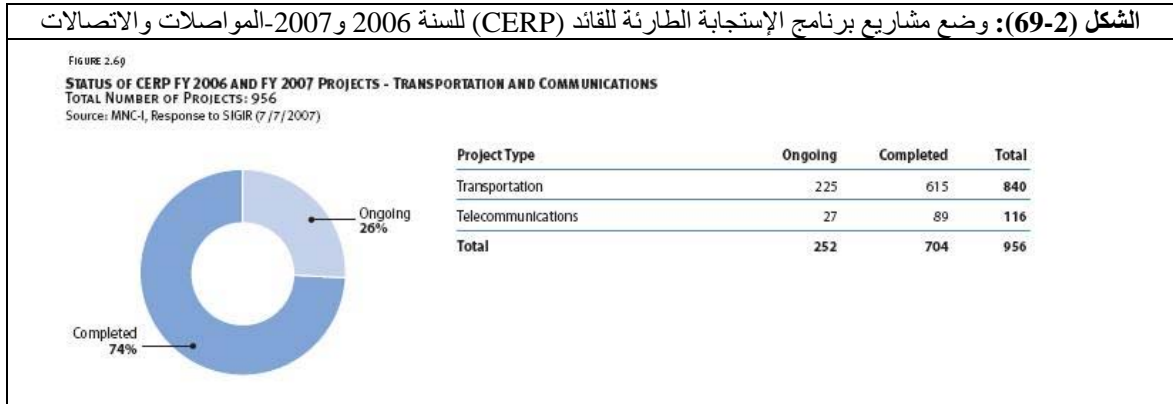 الشكل (2-69): وضع مشاريع برنامج الإستجابة الطارئة للقائد (CERP) للسنة 2006 و2007-المواصلات والاتصالات
FIGURE 2.69
STATUS OF CERP FY 2006 AND FY 2007 PROJECTS - TRANSPORTATION AND COMMUNICATIONS
TOTAL NUMBER OF PROJECTS: 956
Source: MNC-I, Response to SIGIR (7/7/2007)
Ongoing
26%
Completed
74%
Project Type Ongoing Completed Total
Transportation 225 615 840
Telecommunications 27 89 116
Total 252 704 956